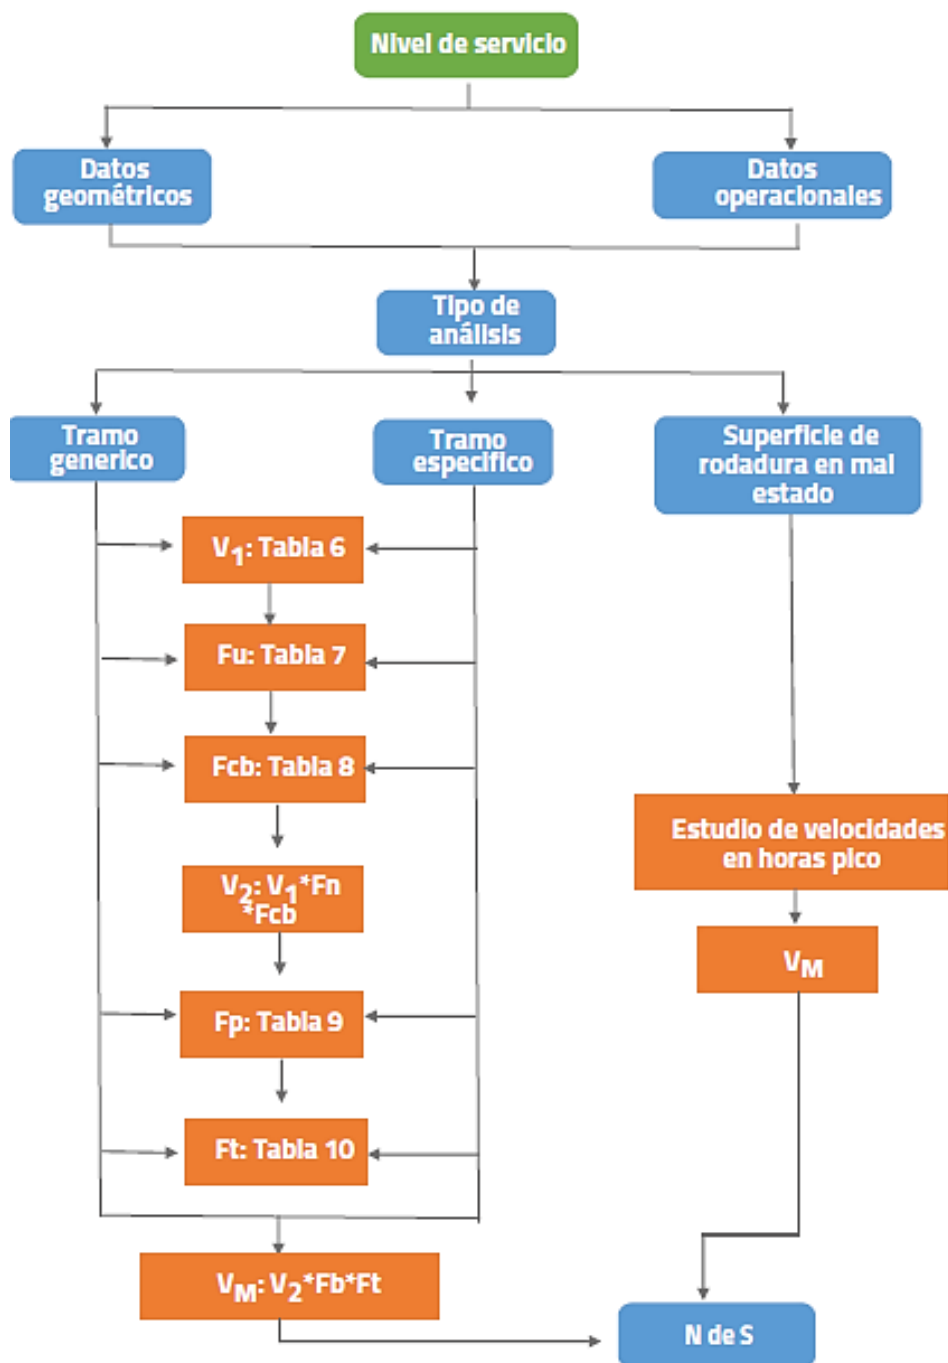 Nivel de servicio
Datos
geométricos
Datos
operacionales
Tipo de
análisis
Tramo
generico
Tramo
especifico
Superficie de
rodadura en mal
estado
V₁: Tabla 6
Fu: Tabla 7
Fcb: Tabla 8
V₂: V₁*Fn
*Fcb
Fp: Tabla 9
Ft: Tabla 10
V_M: V₂*Fb*Ft
Estudio de velocidades
en horas pico
V_M
N de S